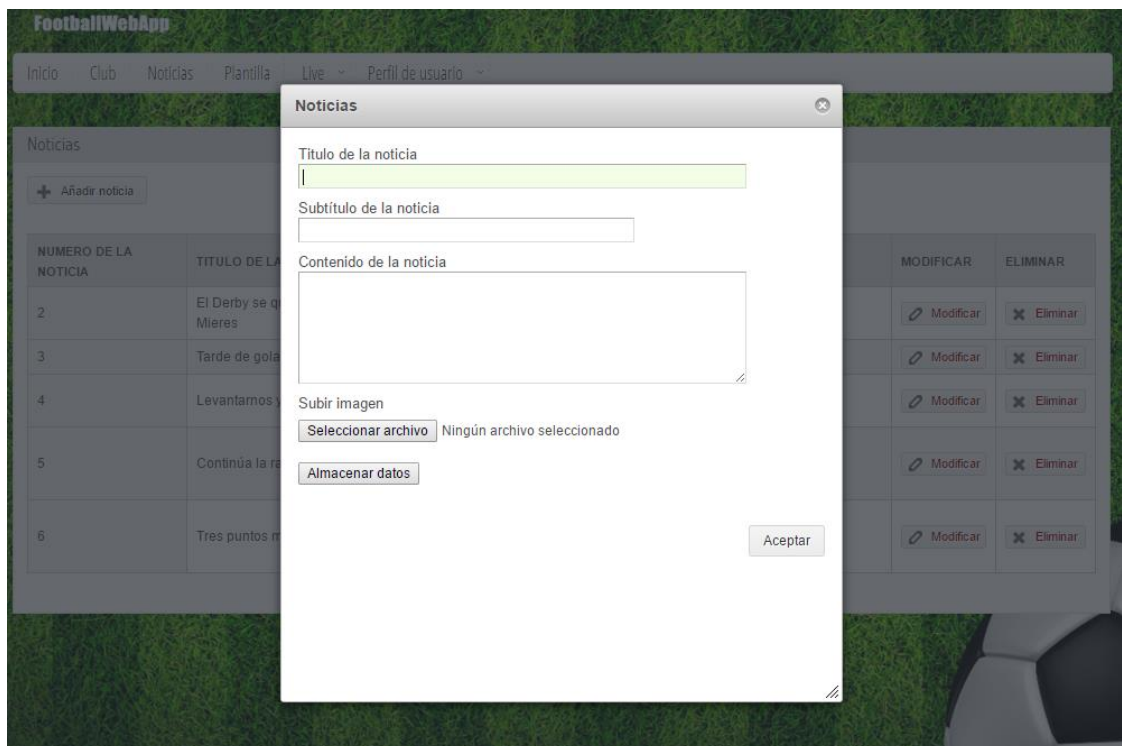 FootballWebApp
Inicio Club Noticias Plantilla Live Perfil de usuario
Noticias
Noticias
Añadir noticia
Titulo de la noticia
Subtítulo de la noticia
Contenido de la noticia
Subir imagen
Seleccionar archivo Ningún archivo seleccionado
Almacenar datos
Aceptar
NUMERO DE LA
NOTICIA
TITULO DE LA
MODIFICAR
ELIMINAR
2
El Derby se
Mieres
Modificar
Eliminar
3
Tarde de
Modificar
Eliminar
4
Levantarnos y
Modificar
Eliminar
5
Continúa la
Modificar
Eliminar
6
Tres puntos
Modificar
Eliminar